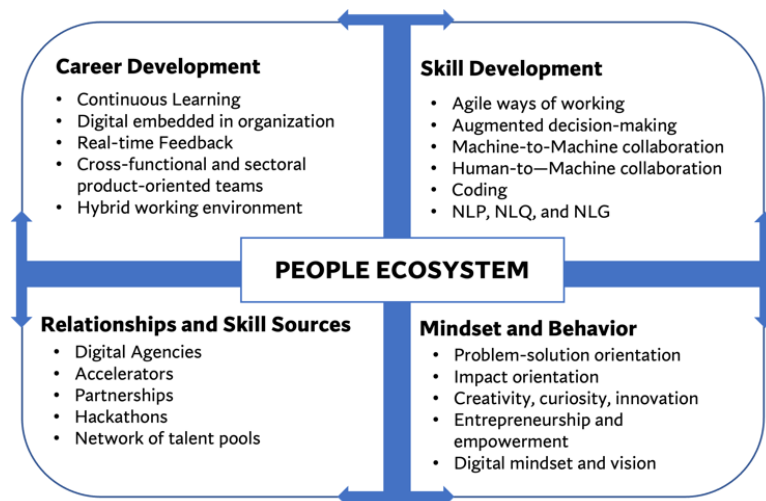 Career Development
• Continuous Learning
• Digital embedded in organization
• Real-time Feedback
• Cross-functional and sectoral
product-oriented teams
• Hybrid working environment
Skill Development
• Agile ways of working
• Augmented decision-making
• Machine-to-Machine collaboration
• Human-to—Machine collaboration
• Coding
• NLP, NLQ, and NLG
PEOPLE ECOSYSTEM
Relationships and Skill Sources
• Digital Agencies
• Accelerators
• Partnerships
• Hackathons
• Network of talent pools
Mindset and Behavior
• Problem-solution orientation
• Impact orientation
• Creativity, curiosity, innovation
• Entrepreneurship and
empowerment
• Digital mindset and vision